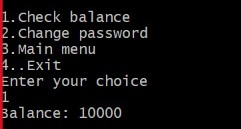 1.Check balance
2.Change password
3.Main menu
4..Exit
Enter your choice
1
Balance: 10000